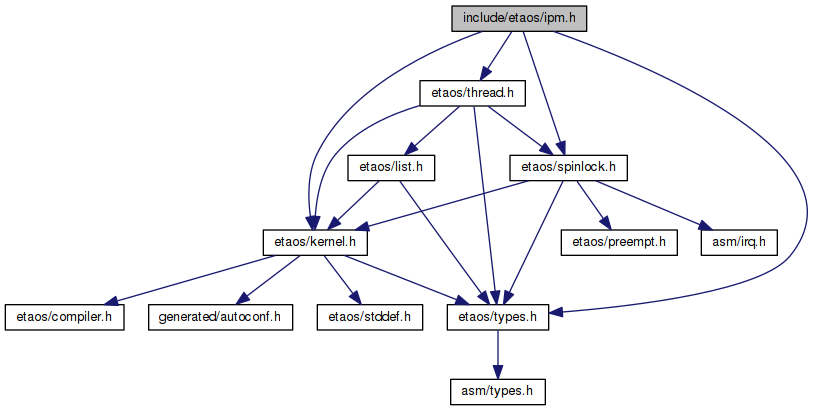 include/etaos/ipm.h
etaos/thread.h
etaos/list.h
etaos/spinlock.h
etaos/kernel.h
etaos/preempt.h
asm/irq.h
etaos/compiler.h
generated/autoconf.h
etaos/stddef.h
etaos/types.h
asm/types.h